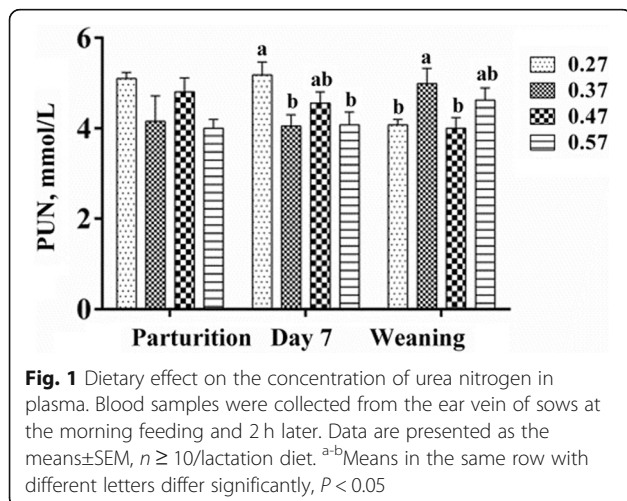 6
4
2
0
PUN, mmol/L
a
b
ab
b
b
a
b
ab
0.27
0.37
0.47
0.57
Parturition Day 7 Weaning
Fig. 1 Dietary effect on the concentration of urea nitrogen in
plasma. Blood samples were collected from the ear vein of sows at
the morning feeding and 2 h later. Data are presented as the
means±SEM, n ≥ 10/lactation diet. a-bMeans in the same row with
different letters differ significantly, P < 0.05